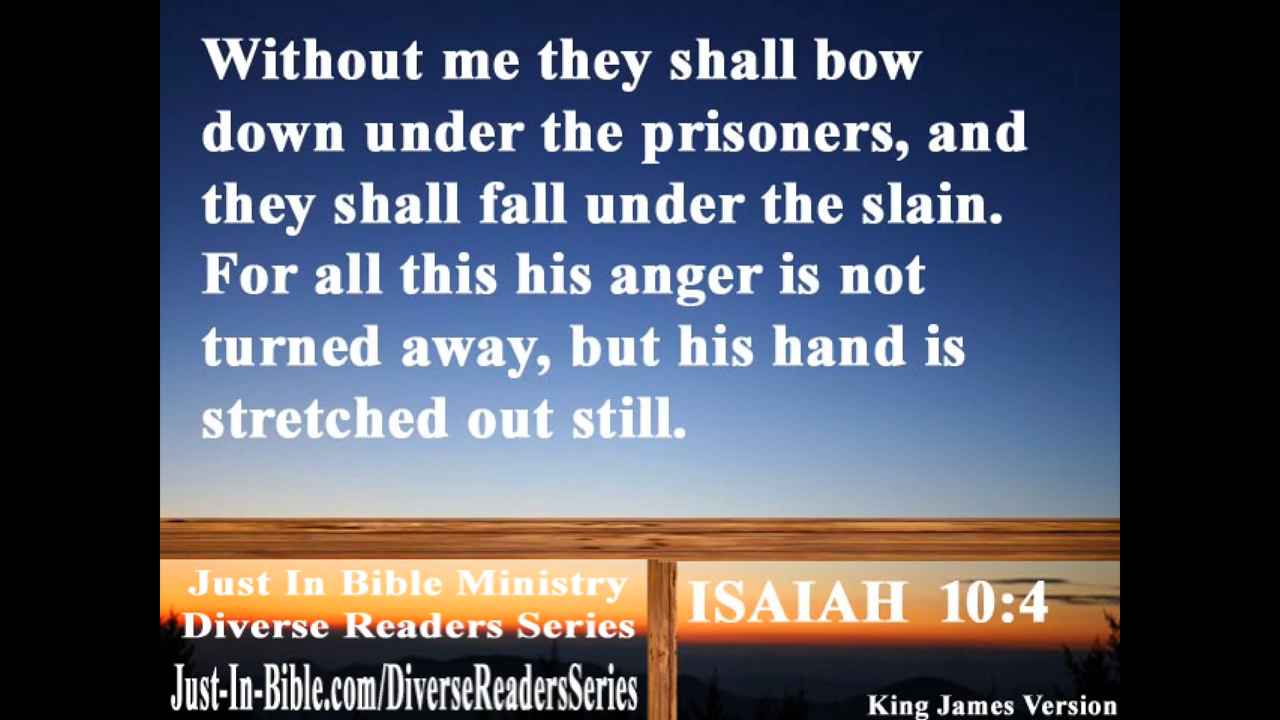 Without me they shall bow
down under the prisoners, and
they shall fall under the slain.
For all this his anger is not
turned away, but his hand is
stretched out still.
Just In Bible Ministry
Diverse Readers Series
Just-In-Bible.com/DiverseReadersSeries
ISAIAH 10:4
King James Version